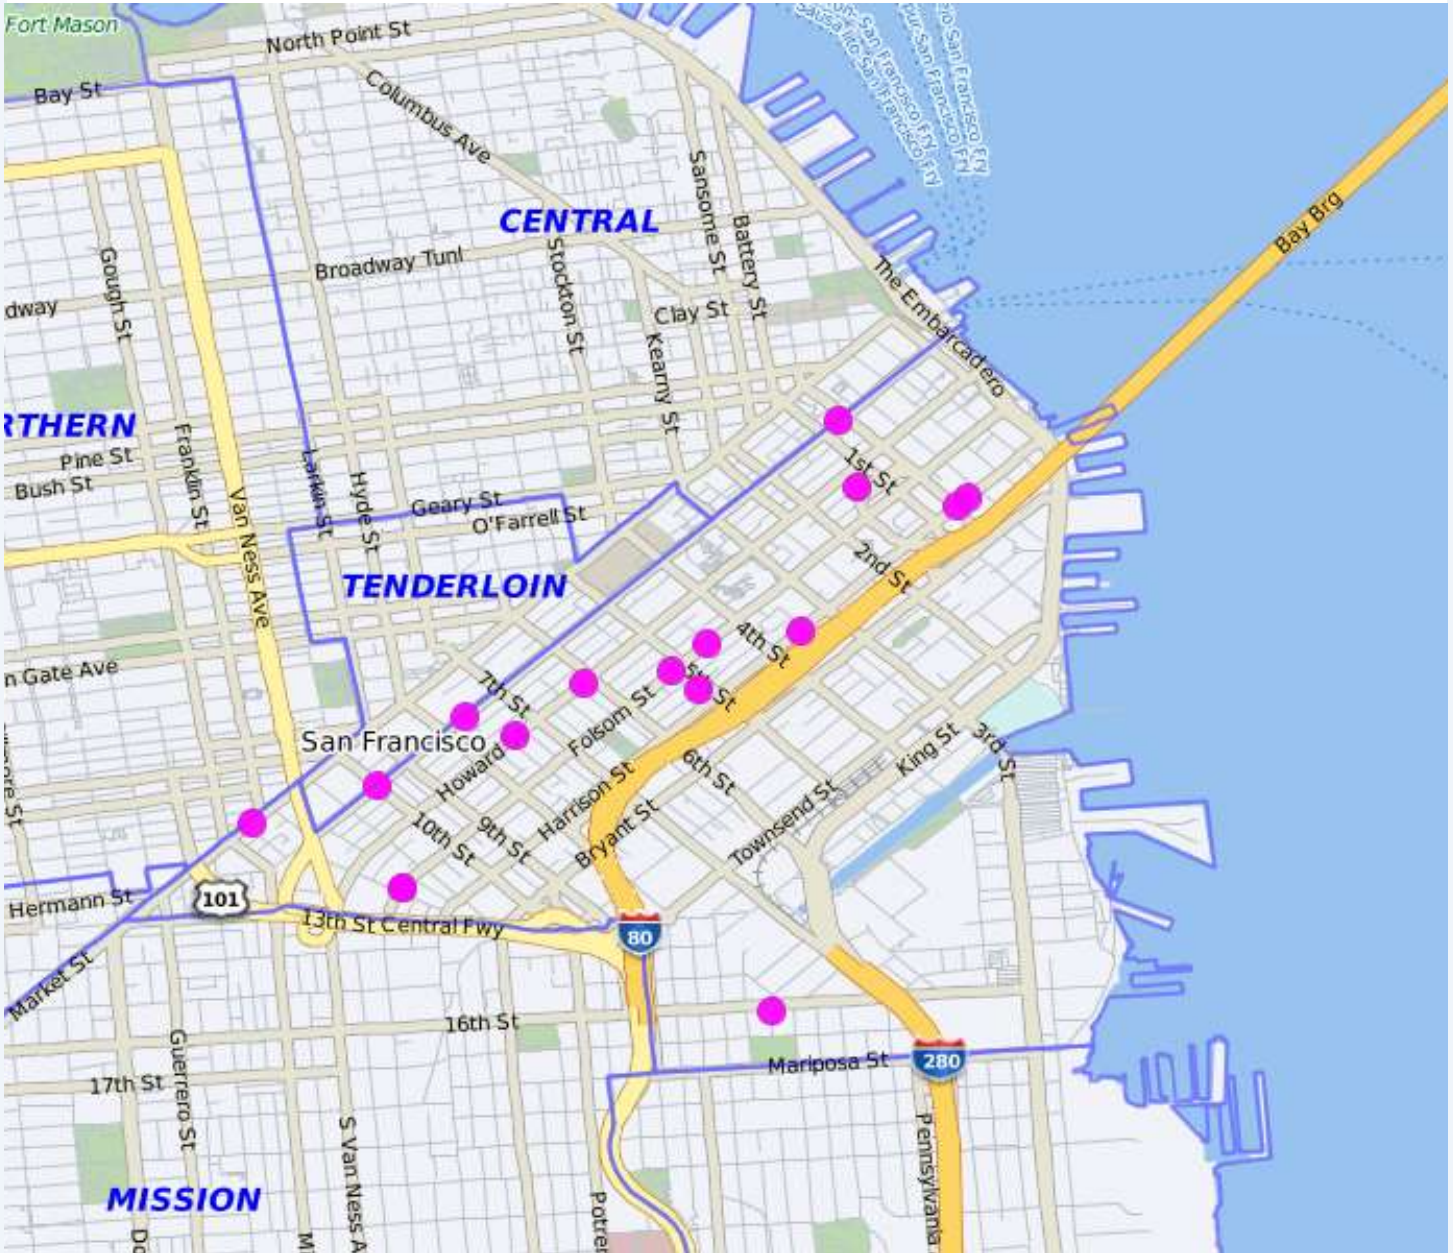 Fort Mason
North Point St
Bay St
Columbus Ave
Sansome St
Battery St
CENTRAL
Stockton St
Broadway Tunl
Gough St
dway
Clay St
Kearny St
The Embarcadero
Bay Brg
RTHERN
Pine St
Bush St
Franklin St
Larkin St
Hyde St
Van Ness Ave
Geary St
O'Farrell St
1st St
2nd St
TENDERLOIN
n Gate Ave
4th St
5th St
7th St
Folsom St
San Francisco
Howard
Harrison St
6th St
King St
3rd St
Townsend St
Bryant St
10th St
9th St
Hermann St
101
13th St Central Fwy
80
Market St
16th St
17th St
Guerrero St
Mariposa St
280
S Van Ness A
Pennsylvania
MISSION
Potrer